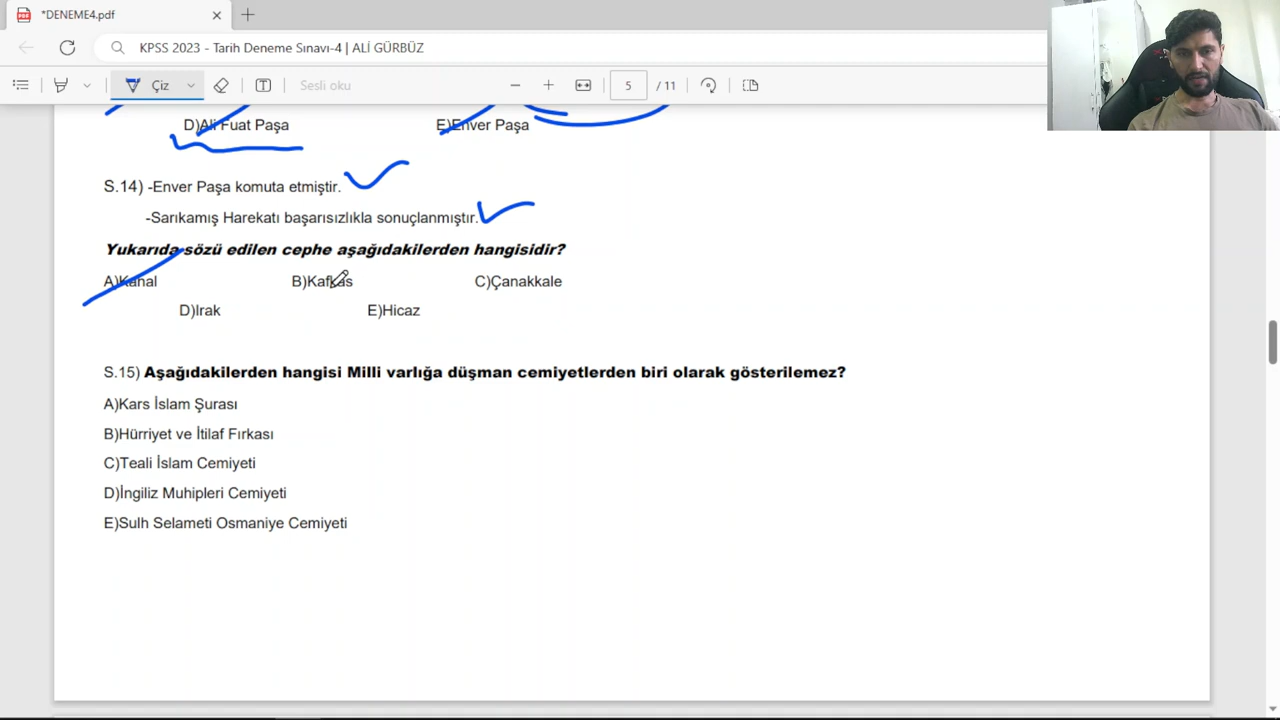 *DENEME4.pdf
KPSS 2023 - Tarih Deneme Sınavı-4 | ALİ GÜRBÜZ
Çiz
Sesli oku
5 / 11
D)Ali Fuat Paşa E)Enver Paşa
S.14) -Enver Paşa komuta etmiştir.
-Sarıkamış Harekatı başarısızlıkla sonuçlanmıştır.
Yukarıda sözü edilen cephe aşağıdakilerden hangisidir?
A)Kanal B)Kafkas C)Çanakkale
D)Irak E)Hicaz
S.15) Aşağıdakilerden hangisi Milli varlığa düşman cemiyetlerden biri olarak gösterilemez?
A)Kars İslam Şurası
B)Hürriyet ve İtilaf Fırkası
C)Teali İslam Cemiyeti
D)İngiliz Muhipleri Cemiyeti
E)Sulh Selameti Osmaniye Cemiyeti